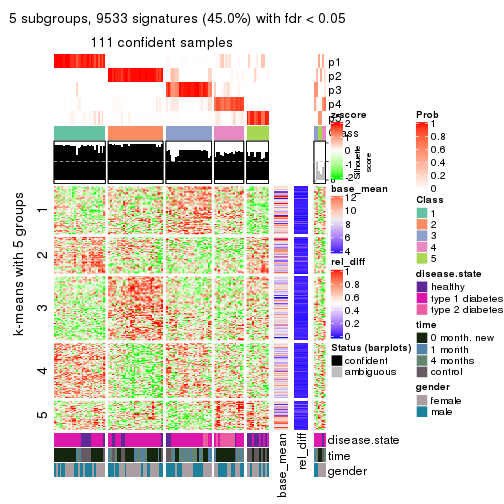 5 subgroups, 9533 signatures (45.0%) with fdr < 0.05
111 confident samples
p1
p2
p3
p4
Class
k-means with 5 groups
1
2
3
4
5
z-score
2
1
0
-1
-2
Silhouette
score
base_mean
12
10
8
6
4
rel_diff
1
0.8
0.6
0.4
0.2
0
Status (barplots)
confident
ambiguous
Prob
1
0.8
0.6
0.4
0.2
0
Class
1
2
3
4
5
disease.state
healthy
type 1 diabetes
type 2 diabetes
time
0 month. new
1 month
4 months
control
gender
female
male
disease.state
time
gender
base_mean
rel_diff